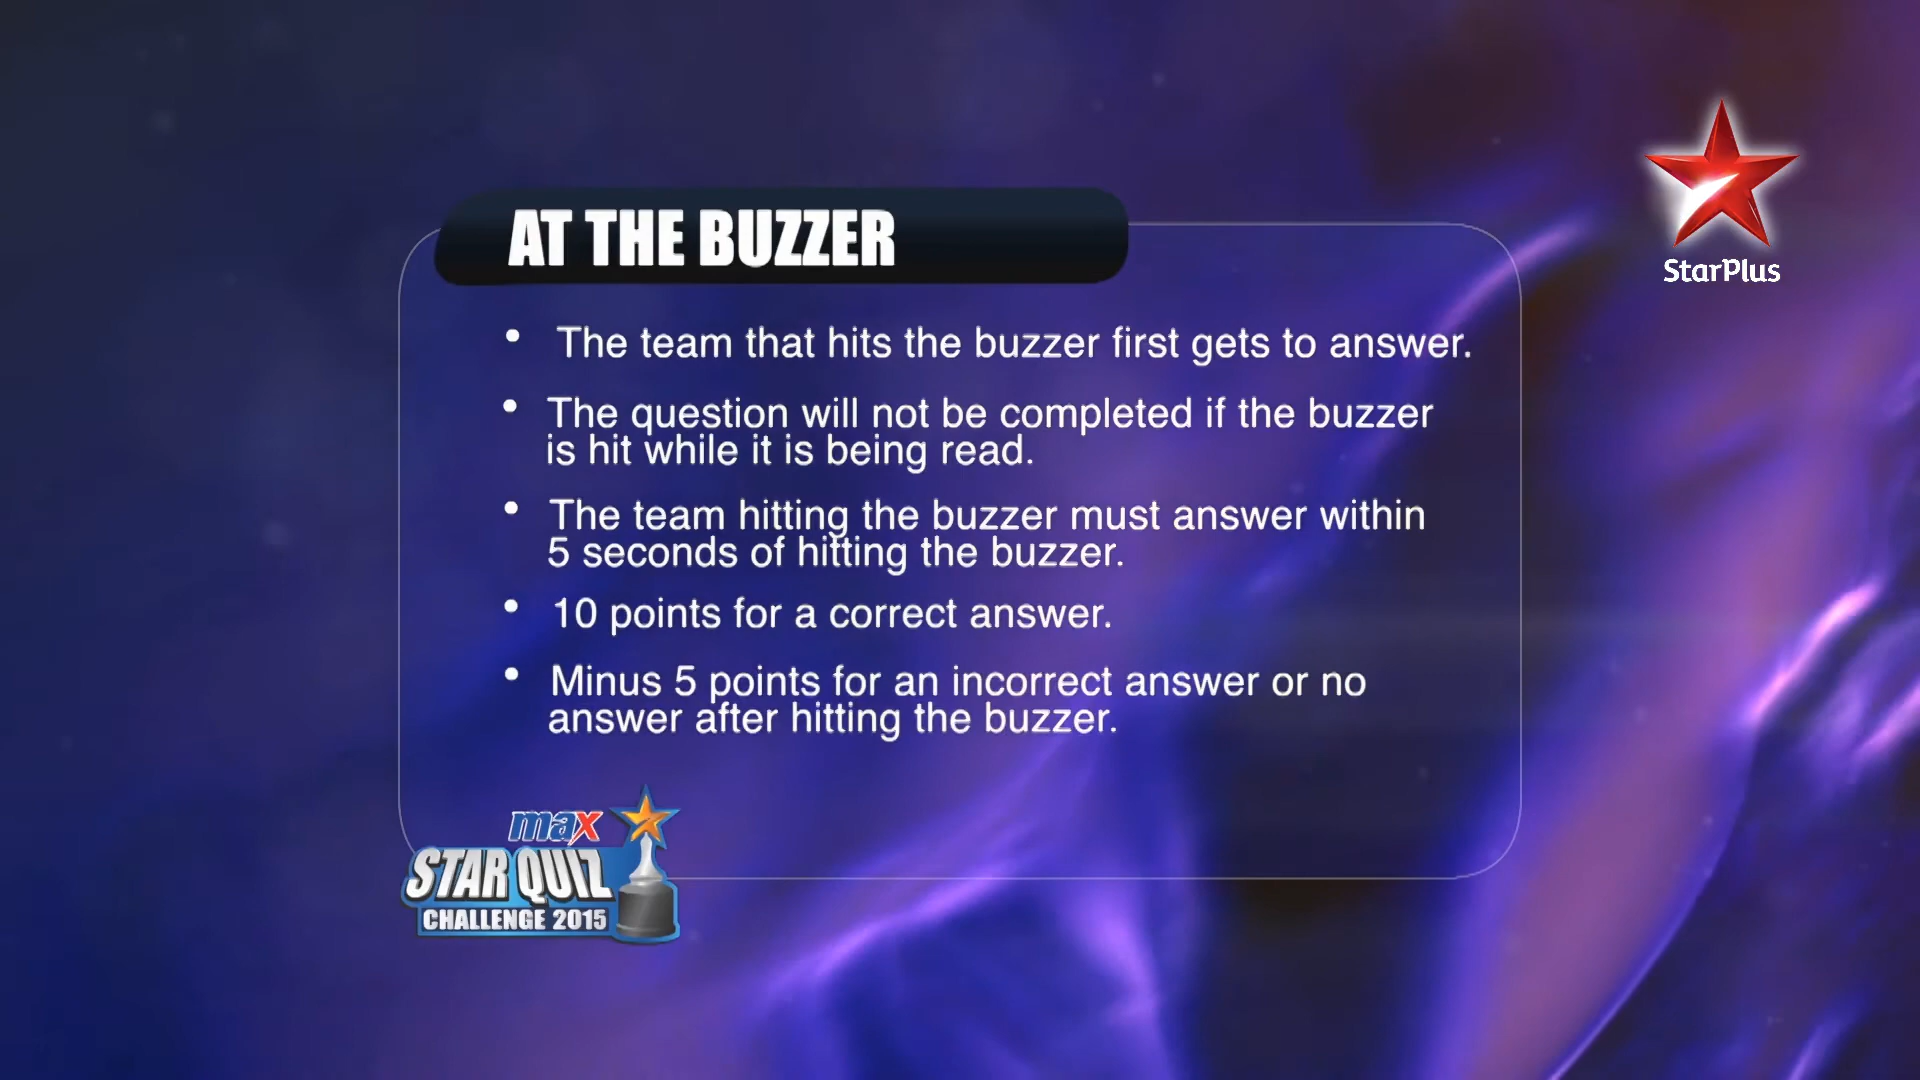 StarPlus
AT THE BUZZER
• The team that hits the buzzer first gets to answer.
• The question will not be completed if the buzzer
is hit while it is being read.
• The team hitting the buzzer must answer within
5 seconds of hitting the buzzer.
• 10 points for a correct answer.
• Minus 5 points for an incorrect answer or no
answer after hitting the buzzer.
max
STAR QUIZ
CHALLENGE 2015